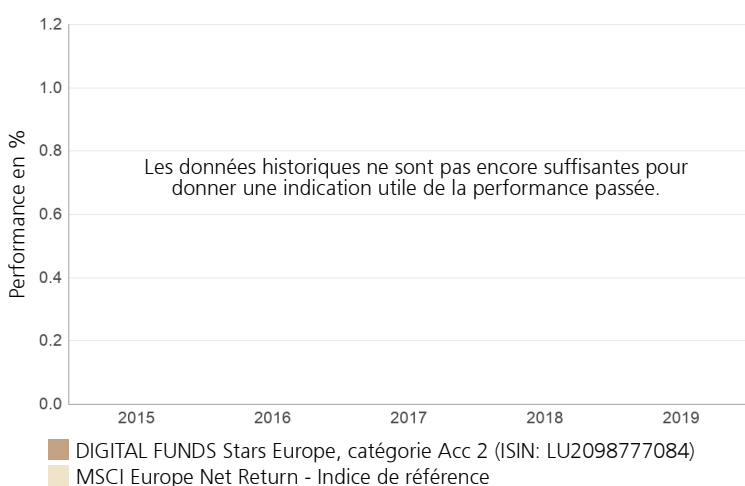 1.2
1.0
0.8
0.6
0.4
0.2
0.0
Performance en %
Les données historiques ne sont pas encore suffisantes pour
donner une indication utile de la performance passée.
2015 2016 2017 2018 2019
DIGITAL FUNDS Stars Europe, catégorie Acc 2 (ISIN: LU2098777084)
MSCI Europe Net Return - Indice de référence